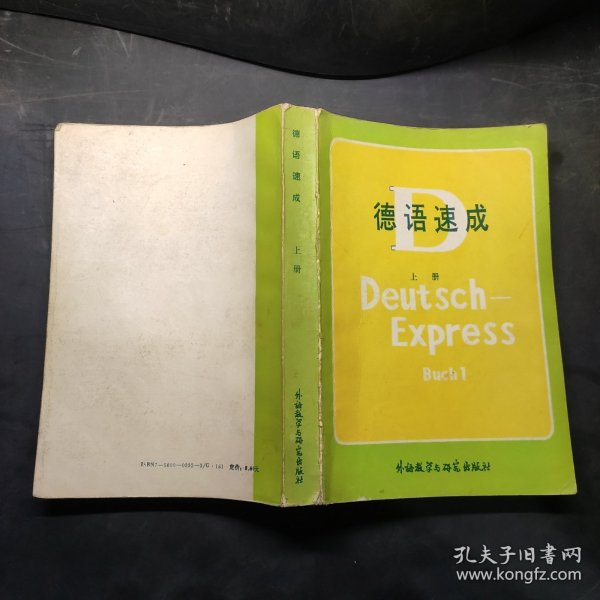 德语速成
D
上册
Deutsch—
Express
Buch 1
外语教学与研究出版社
德语速成
上册
外语教学与研究出版社
定价：
孔夫子旧书网
www.kongfz.com